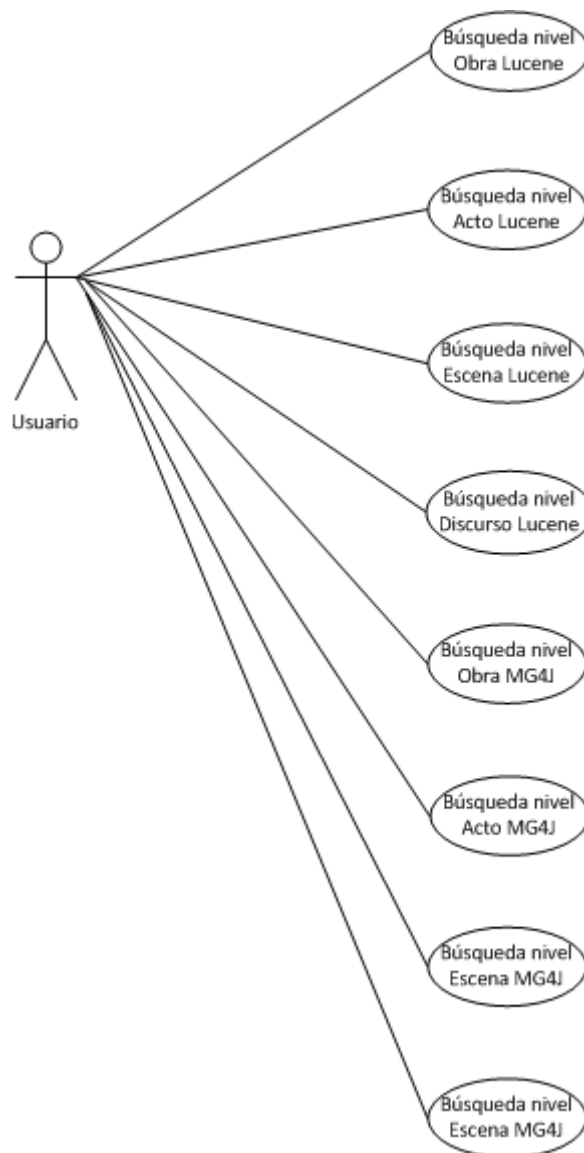 Búsqueda nivel
Obra Lucene
Búsqueda nivel
Acto Lucene
Búsqueda nivel
Escena Lucene
Usuario
Búsqueda nivel
Discurso Lucene
Búsqueda nivel
Obra MG4J
Búsqueda nivel
Acto MG4J
Búsqueda nivel
Escena MG4J
Búsqueda nivel
Escena MG4J